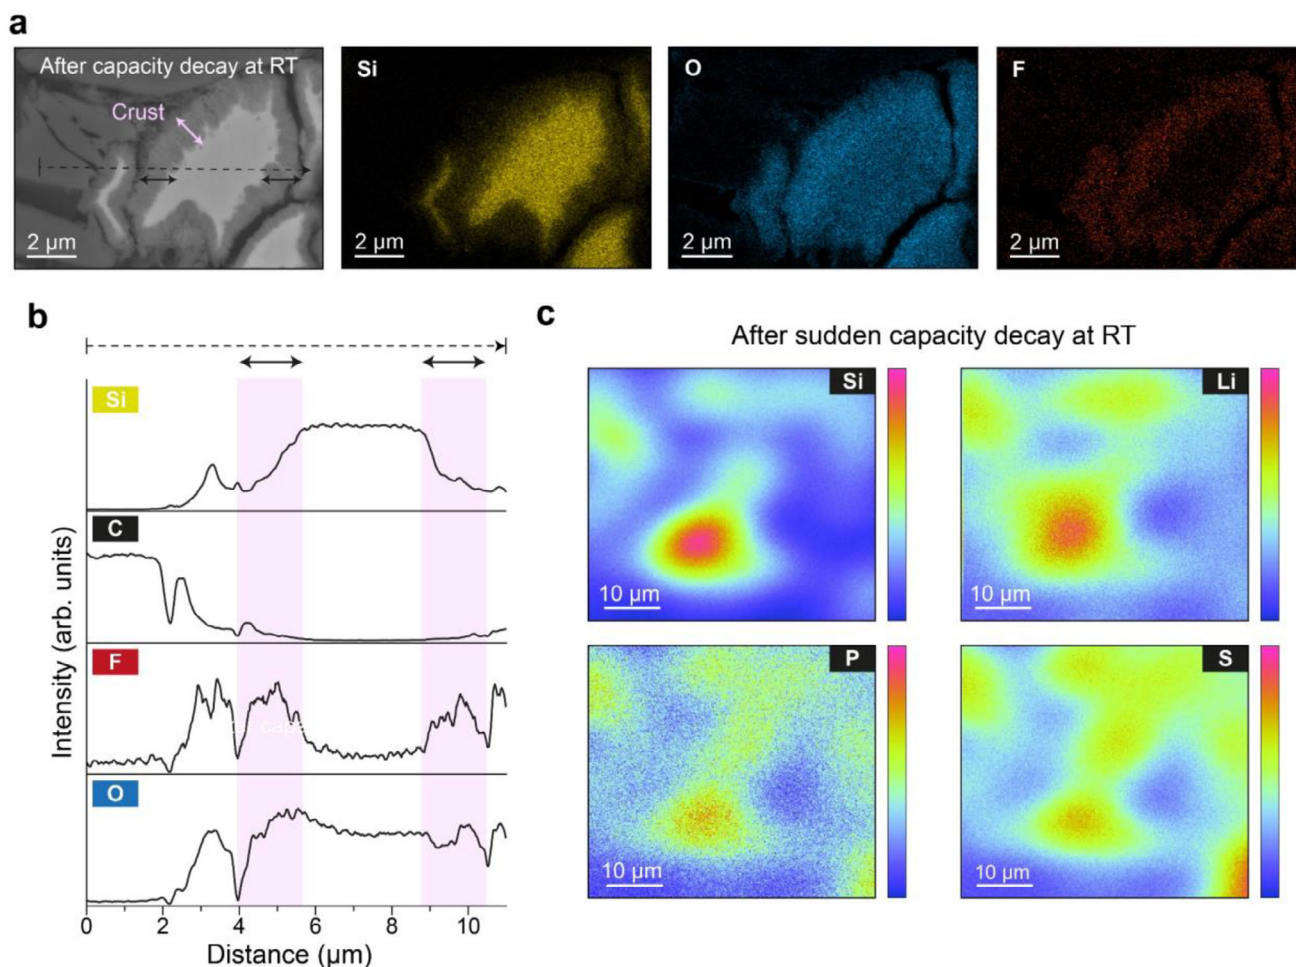 a
After capacity decay at RT
Crust
2 µm
Si
2 µm
O
2 µm
F
2 µm
b
Si
C
F
O
Intensity (arb. units)
0 2 4 6 8 10
Distance (µm)
c
After sudden capacity decay at RT
Si
10 µm
Li
10 µm
P
10 µm
S
10 µm